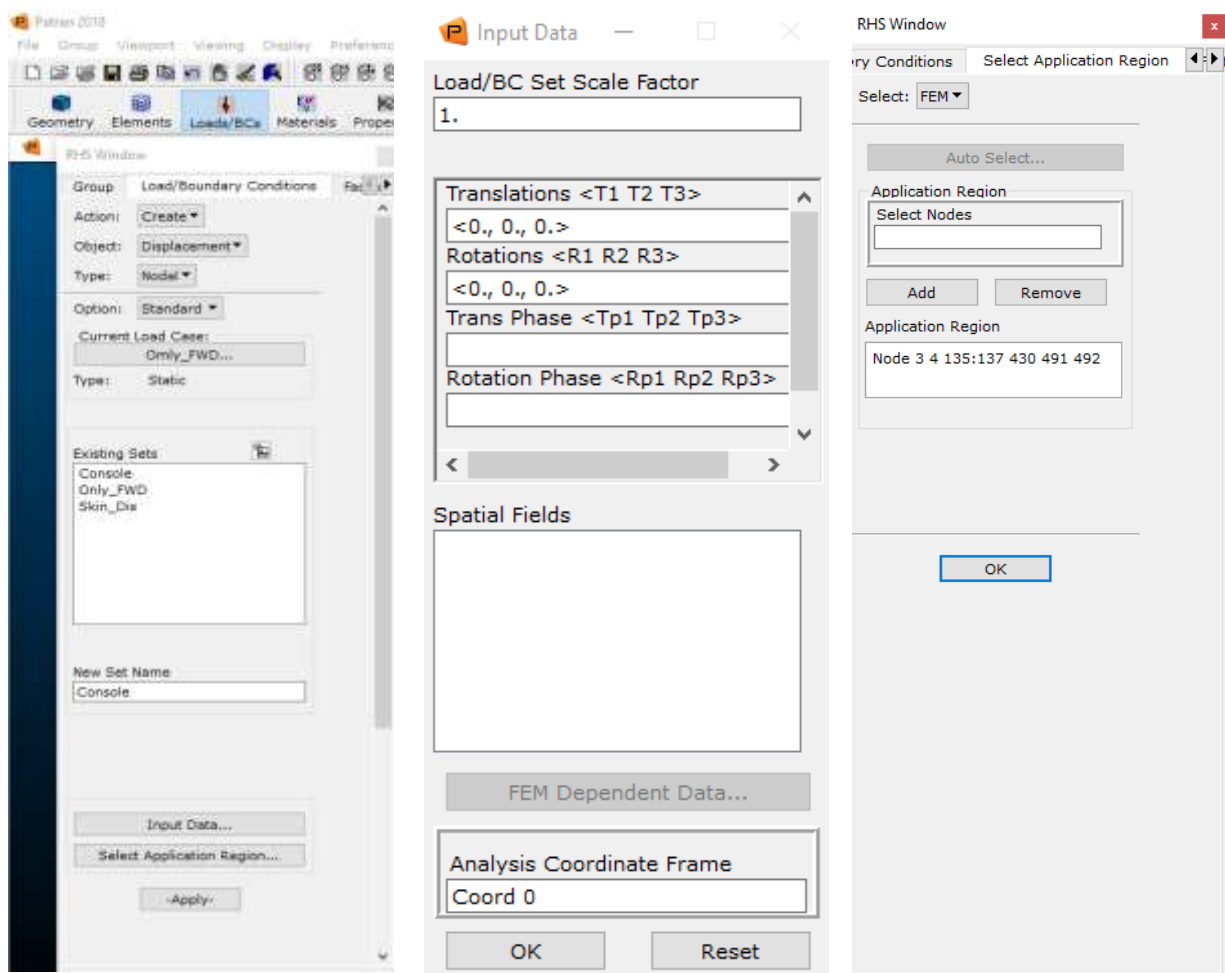 Patran 2010
File Group Viewport Viewing Display Preferenc
Geometry Elements Loads/BCs Materials Proper
RHS Window
Group Load/Boundary Conditions
Action: Create
Object: Displacement
Type: Nodal
Option: Standard
Current Load Case:
Omly_FWD...
Type: Static
Existing Sets
Console
Only_FWD
Skin_Dis
New Set Name
Console
Input Data...
Select Application Region...
-Apply-
Input Data
Load/BC Set Scale Factor
1.
Translations <T1 T2 T3>
<0., 0., 0.>
Rotations <R1 R2 R3>
<0., 0., 0.>
Trans Phase <Tp1 Tp2 Tp3>
Rotation Phase <Rp1 Rp2 Rp3>
Spatial Fields
FEM Dependent Data...
Analysis Coordinate Frame
Coord 0
OK Reset
RHS Window
ry Conditions Select Application Region
Select: FEM
Auto Select...
Application Region
Select Nodes
Add Remove
Application Region
Node 3 4 135:137 430 491 492
OK